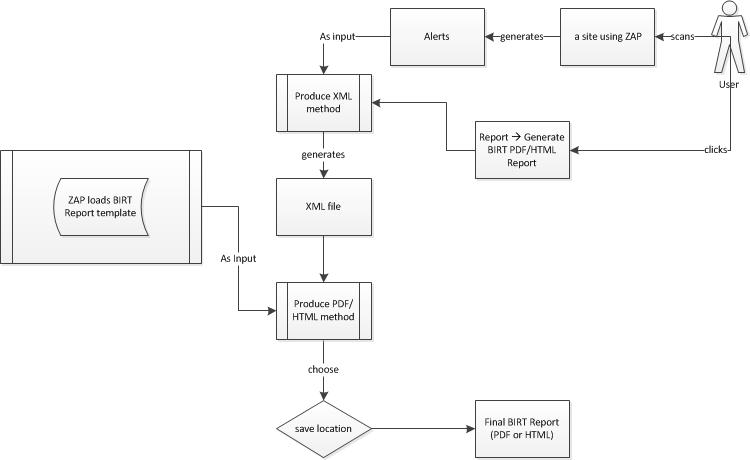 As input
Alerts
generates
a site using ZAP
scans
User
Produce XML
method
Report → Generate
BIRT PDF/HTML
Report
clicks
generates
ZAP loads BIRT
Report template
XML file
As Input
Produce PDF/
HTML method
choose
save location
Final BIRT Report
(PDF or HTML)